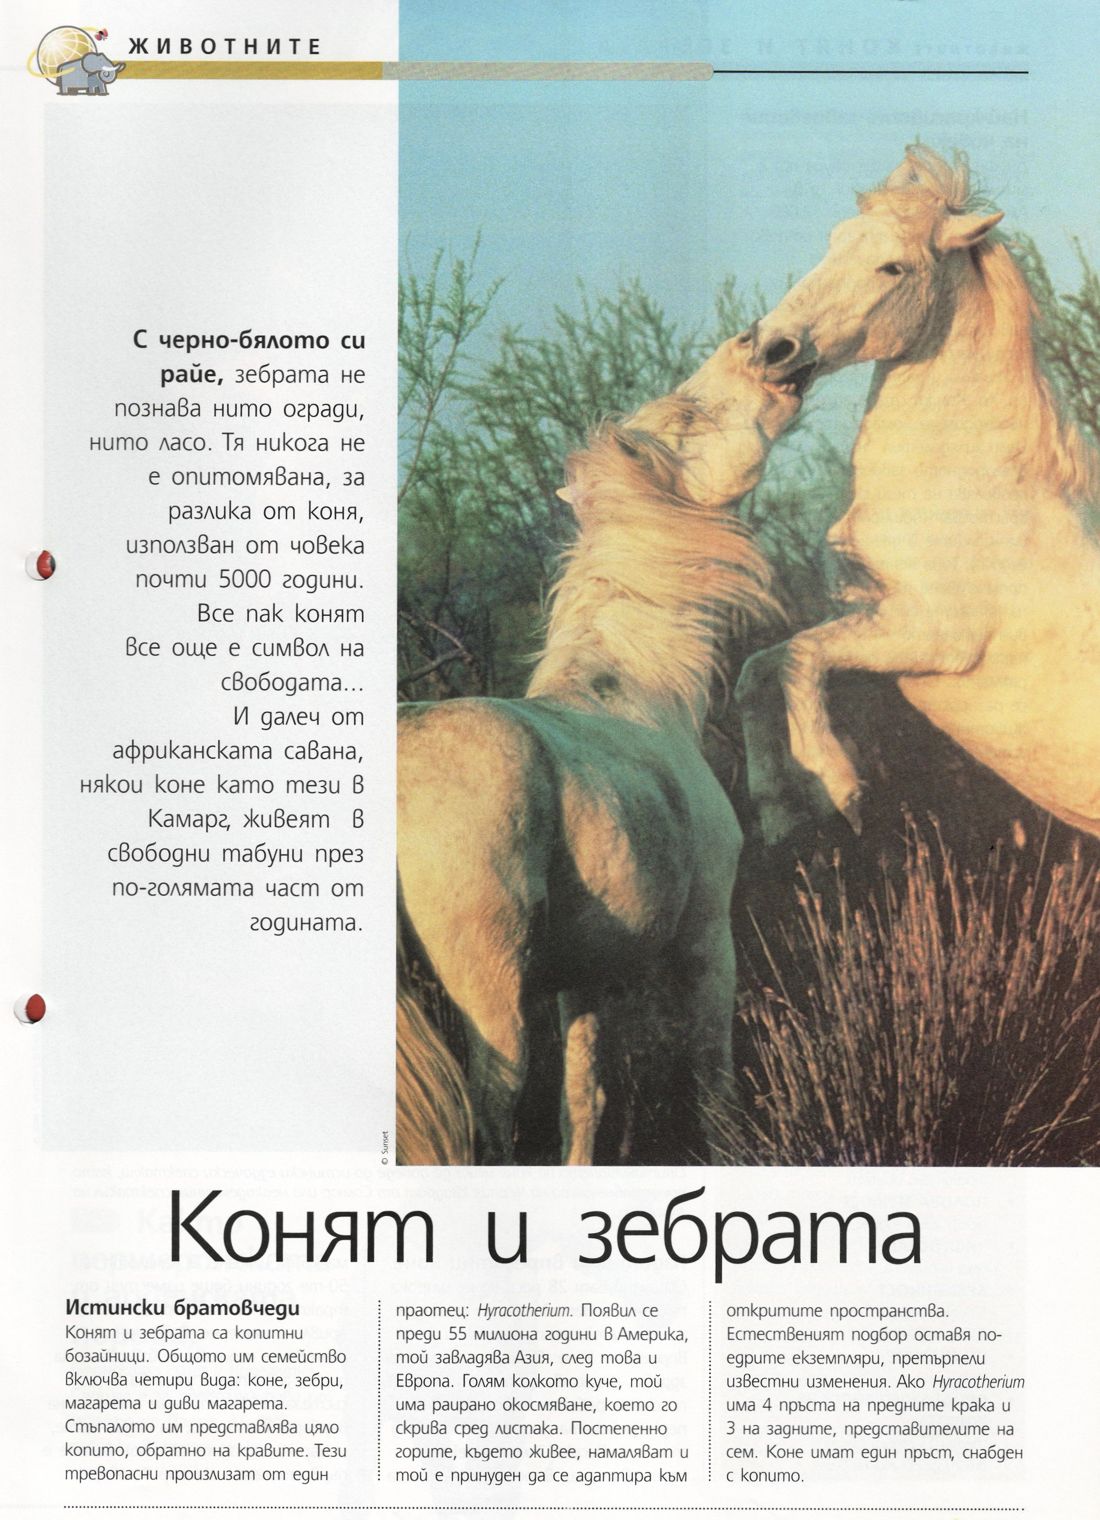 ЖИВОТНИТЕ
С черно-бялото си
райе, зебрата не
познава нито огради,
нито ласо. Тя никога не
е опитомявана, за
разлика от коня,
използван от човека
почти 5000 години.
Все пак конят
все още е символ на
свободата...
И далеч от
африканската савана,
някои коне като тези в
Камарг, живеят в
свободни табуни през
по-голямата част от
годината.
© Sunset
Конят и зебрата
Истински братовчеди
Конят и зебрата са копитни
бозайници. Общото им семейство
включва четири вида: коне, зебри,
магарета и диви магарета.
Стъпалото им представлява цяло
копито, обратно на кравите. Тези
тревопасни произлизат от един
праотец: Hyracotherium. Появил се
преди 55 милиона години в Америка,
той завладява Азия, след това и
Европа. Голям колкото куче, той
има раирано окосмяване, което го
скрива сред листака. Постепенно
горите, където живее, намаляват и
той е принуден да се адаптира към
откритите пространства.
Естественият подбор оставя по-
едрите екземпляри, претърпели
известни изменения. Ако Hyracotherium
има 4 пръста на предните крака и
3 на задните, представителите на
сем. Коне имат един пръст, снабден
с копито.